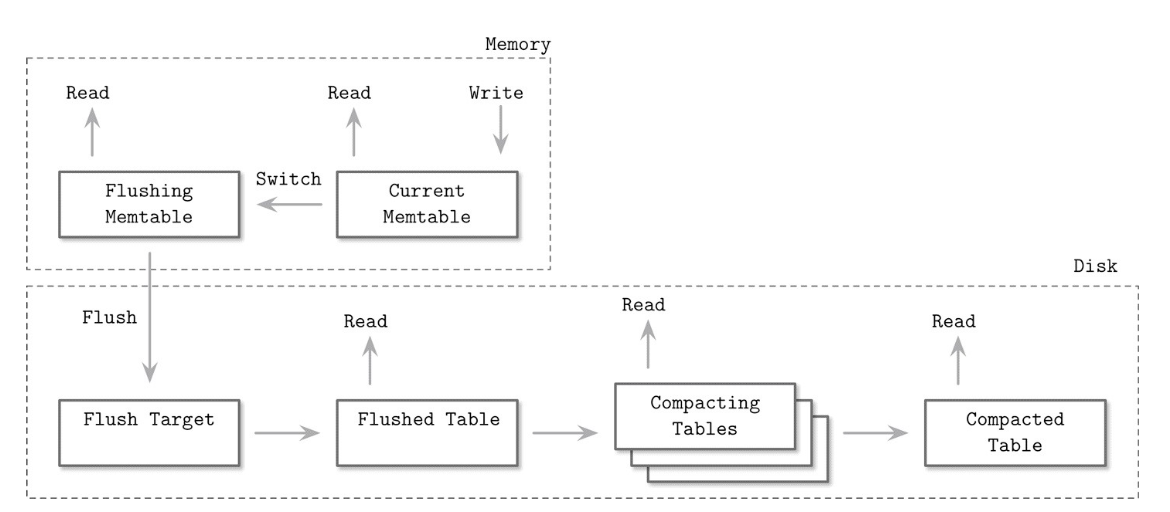 Memory
Read
Read
Write
Flushing
Memtable
Switch
Current
Memtable
Disk
Flush
Read
Read
Read
Flush Target
Flushed Table
Compacting
Tables
Compacted
Table